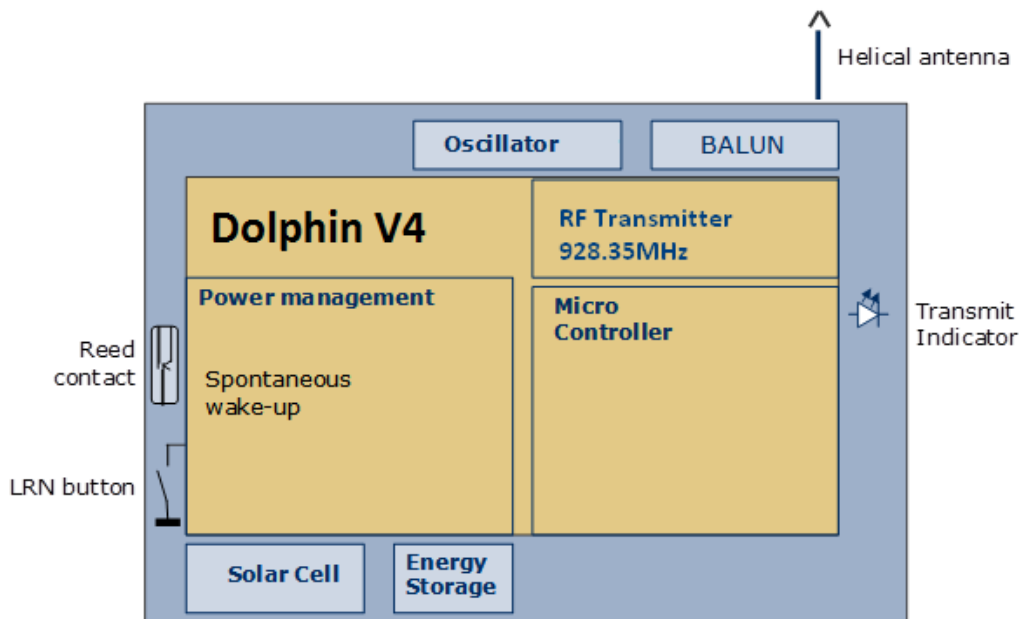 Helical antenna
Oscillator
BALUN
Dolphin V4
RF Transmitter
928.35MHz
Power management
Micro
Controller
Transmit
Indicator
Reed
contact
Spontaneous
wake-up
LRN button
Solar Cell
Energy
Storage